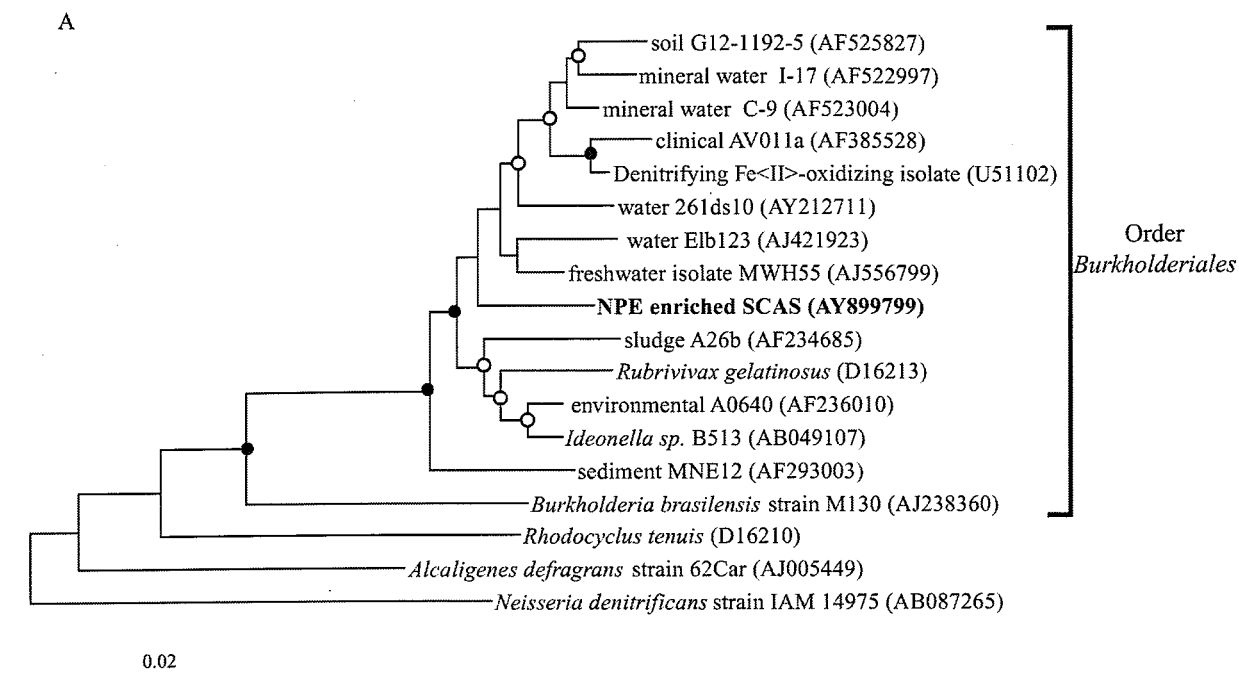 A
soil G12-1192-5 (AF525827)
mineral water I-17 (AF522997)
mineral water C-9 (AF523004)
clinical AV011a (AF385528)
Denitrifying Fe<II>-oxidizing isolate (U51102)
water 261ds10 (AY212711)
water Elb123 (AJ421923)
freshwater isolate MWH55 (AJ556799)
NPE enriched SCAS (AY899799)
sludge A26b (AF234685)
Rubrivivax gelatinosus (D16213)
environmental A0640 (AF236010)
Ideonella sp. B513 (AB049107)
sediment MNE12 (AF293003)
Burkholderia brasilensis strain M130 (AJ238360)
Rhodocyclus tenuis (D16210)
Alcaligenes defragrans strain 62Car (AJ005449)
Neisseria denitrificans strain IAM 14975 (AB087265)
Order
Burkholderiales
0.02